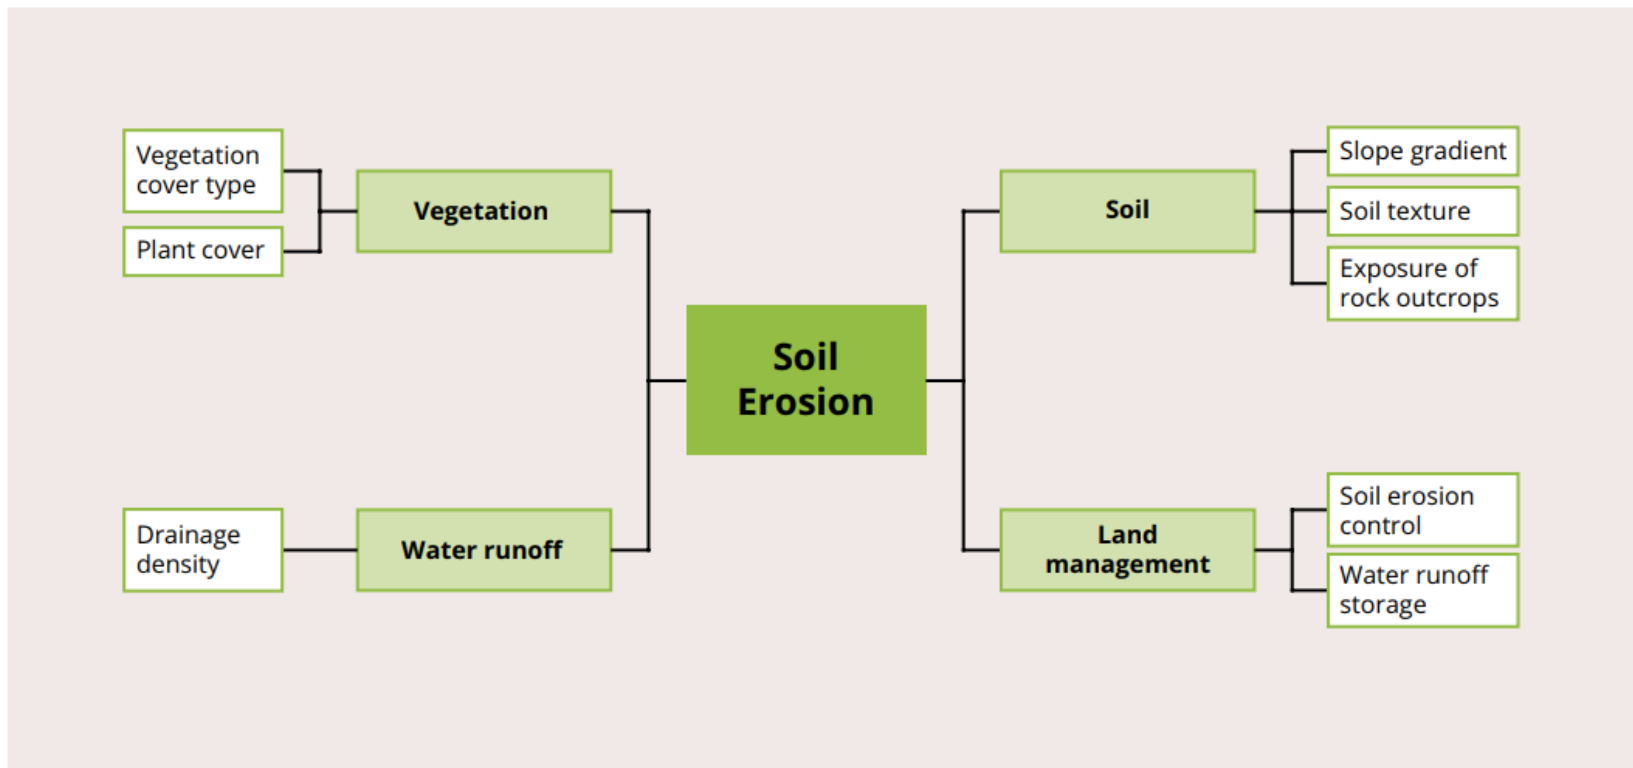 Vegetation
cover type
Plant cover
Vegetation
Drainage
density
Water runoff
Soil
Erosion
Soil
Slope gradient
Soil texture
Exposure of
rock outcrops
Land
management
Soil erosion
control
Water runoff
storage